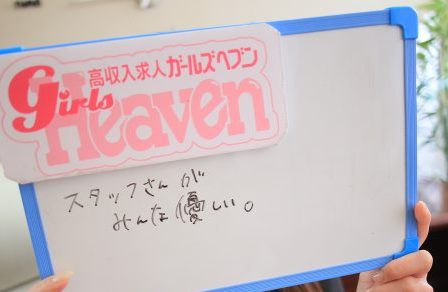 高収入求人ガールズヘブン
Girls
Heaven
スタッフさんが
みんな優しい。